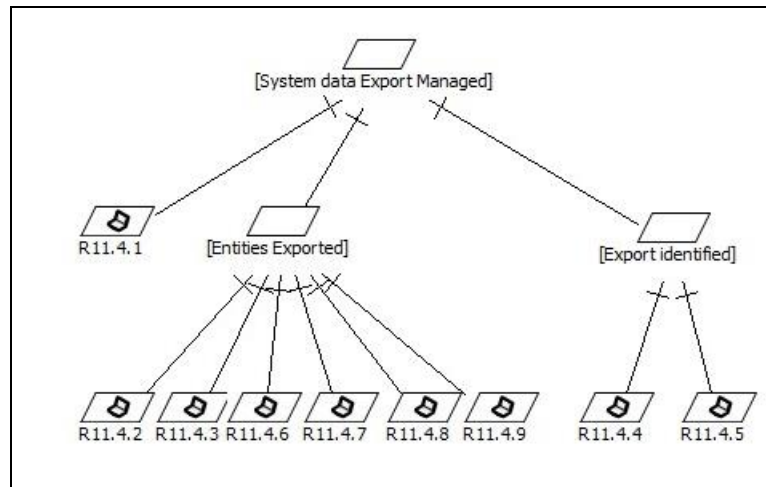 [System data Export Managed]
R11.4.1
[Entities Exported]
[Export identified]
R11.4.2
R11.4.3
R11.4.6
R11.4.7
R11.4.8
R11.4.9
R11.4.4
R11.4.5